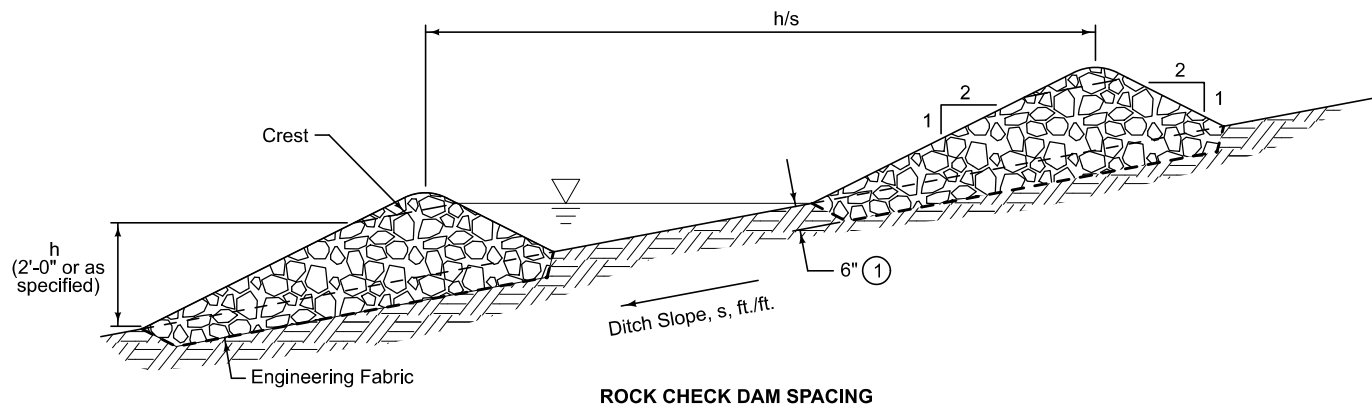 h/s
2
1
2
1
Crest
h
(2'-0" or as
specified)
6" 1
Ditch Slope, s, ft./ft.
Engineering Fabric
ROCK CHECK DAM SPACING